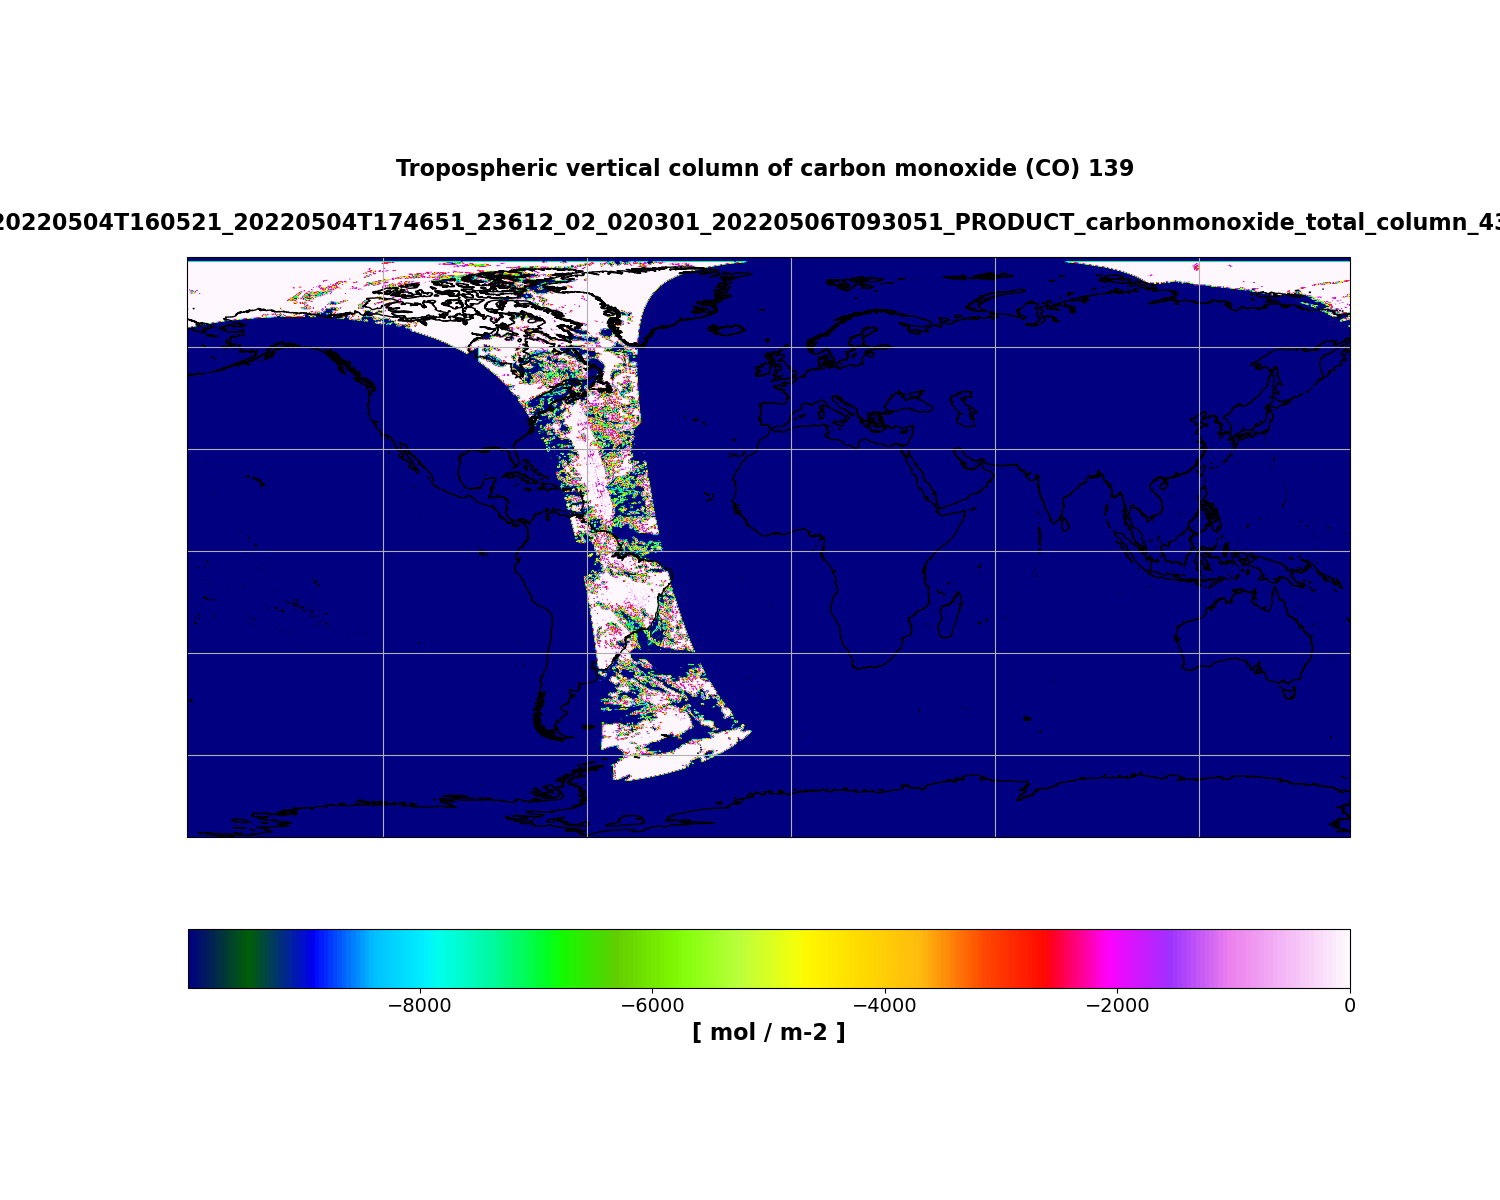 Tropospheric vertical column of carbon monoxide (CO) 139
20220504T160521_20220504T174651_23612_02_020301_20220506T093051_PRODUCT_carbonmonoxide_total_column_43
−8000 −6000 −4000 −2000 0
[ mol / m-2 ]